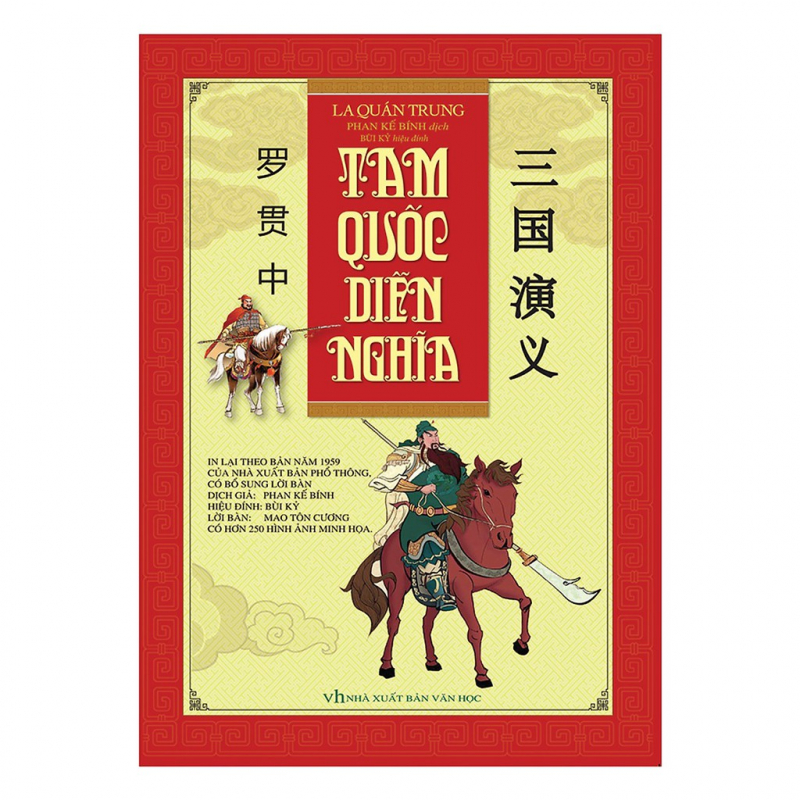 LA QUÁN TRUNG
PHAN KẾ BÍNH dịch
BÙI KỶ hiệu đính
TAM
QUỐC
DIỄN
NGHĨA
罗贯中
三国演义
IN LẠI THEO BẢN NĂM 1959
CỦA NHÀ XUẤT BẢN PHỔ THÔNG,
CÓ BỔ SUNG LỜI BÀN
DỊCH GIẢ: PHAN KẾ BÍNH
HIỆU ĐÍNH: BÙI KỶ
LỜI BÀN: MAO TÔN CƯƠNG
CÓ HƠN 250 HÌNH ẢNH MINH HỌA.
vh NHÀ XUẤT BẢN VĂN HỌC